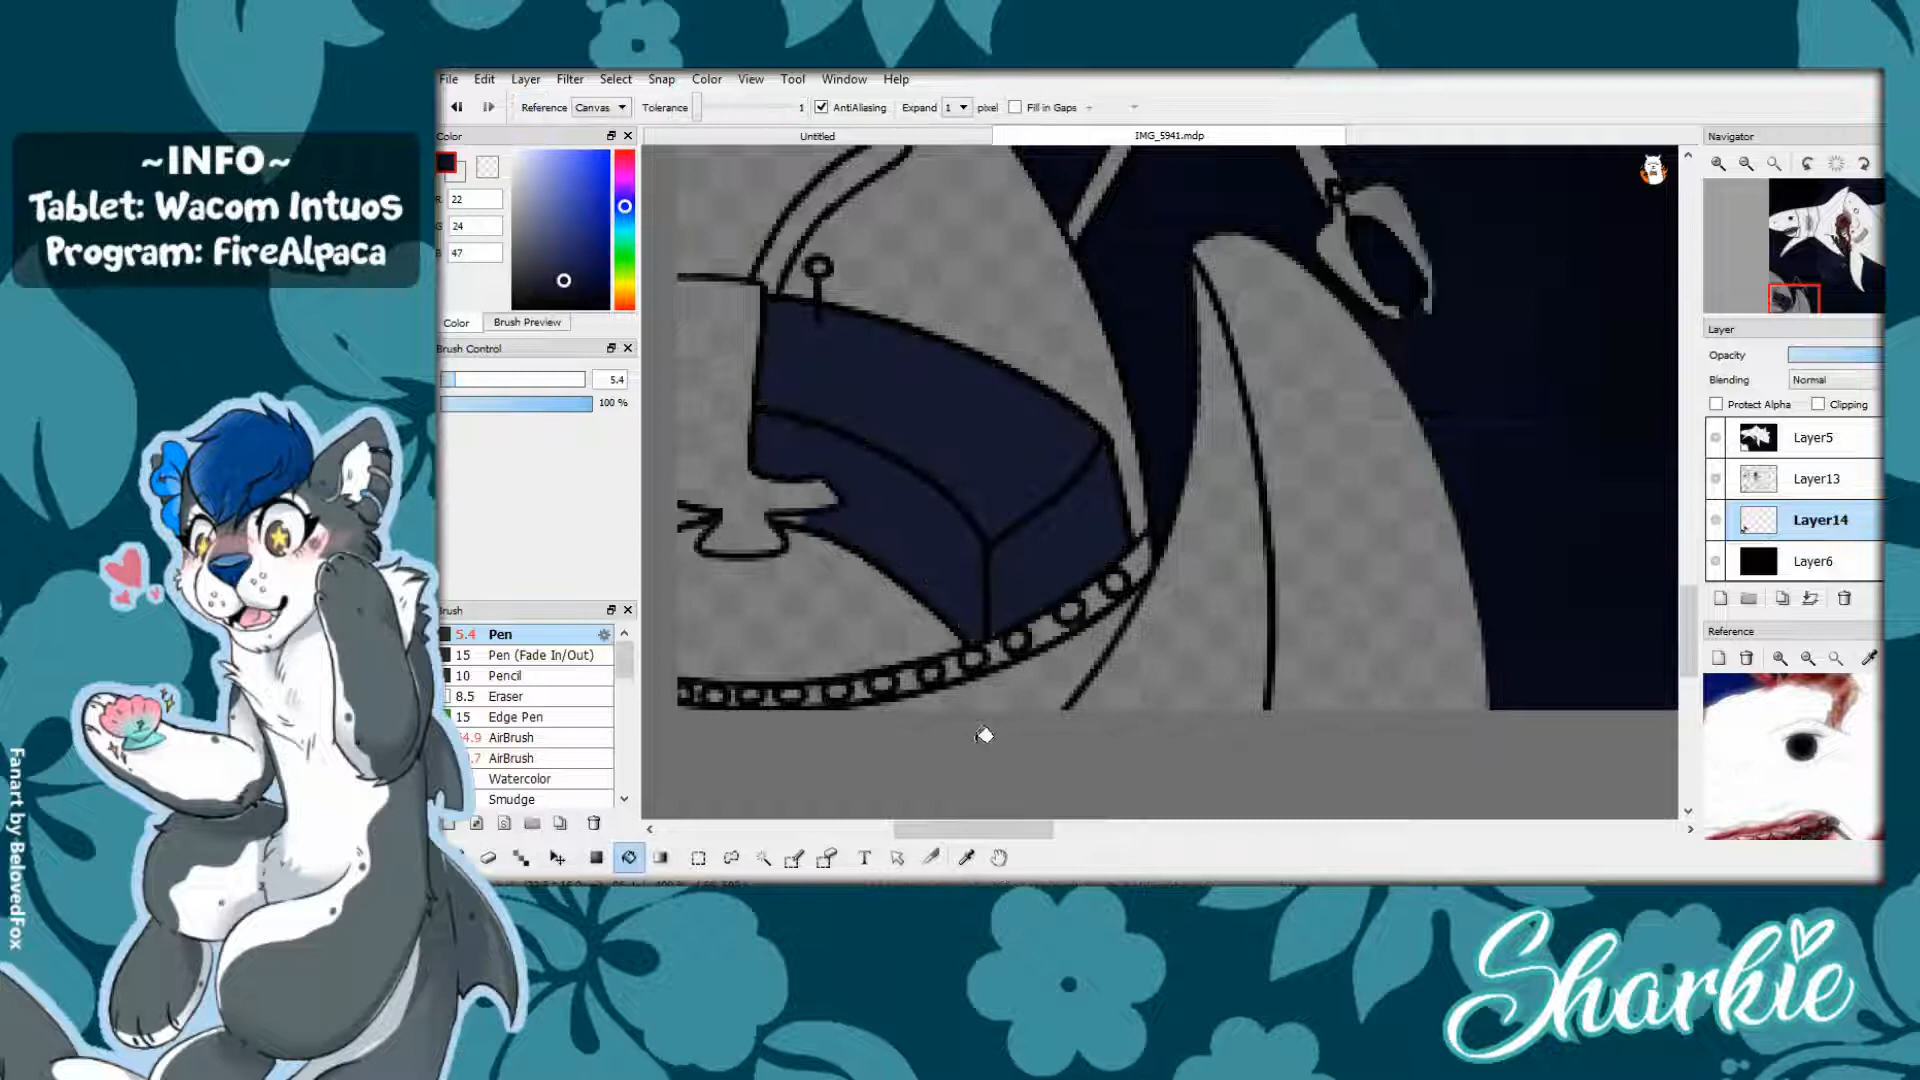 ~INFO~
Tablet: Wacom Intuos
Program: FireAlpaca
File Edit Layer Filter Select Snap Color View Tool Window Help
Reference Canvas Tolerance 1 AntiAliasing Expand 1 pixel Fill in Gaps
Color
Untitled
IMG_5941.mdp
Navigator
R 22
G 24
B 47
Color Brush Preview
Brush Control
5.4
100 %
Layer
Opacity
Blending Normal
Protect Alpha Clipping
Layer5
Layer13
Layer14
Layer6
Reference
Brush
5.4 Pen
15 Pen (Fade In/Out)
10 Pencil
8.5 Eraser
15 Edge Pen
4.9 AirBrush
.7 AirBrush
Watercolor
Smudge
Fanart by BelovedFox
Sharkie